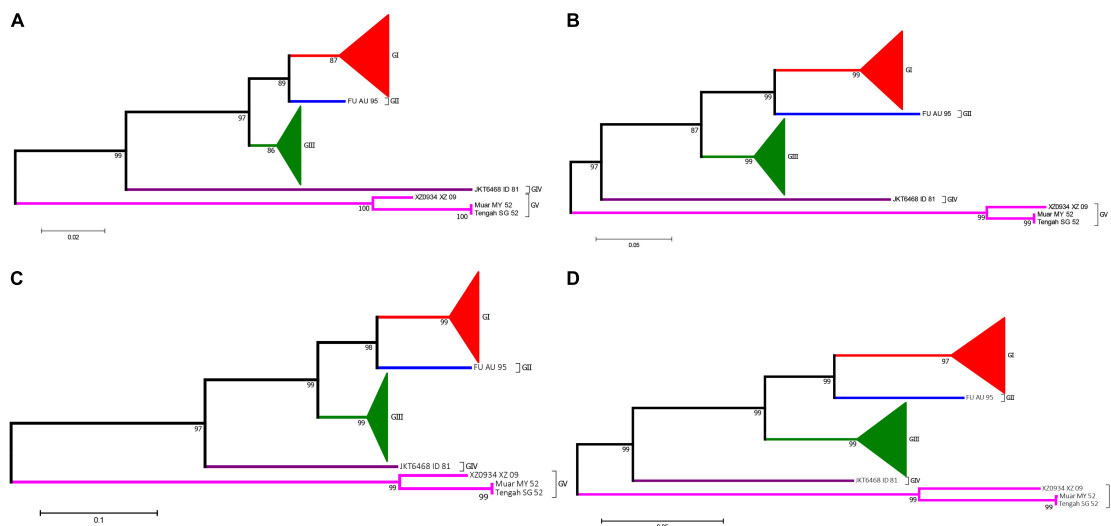 A
87
GI
89
FU AU 95 GII
97
86
GIII
99
JKT6468 ID 81 GIV
XZ0934 XZ 09
100
Muar MY 52
GV
100
Tengah SG 52
0.02
B
99
GI
99
FU AU 95 GII
87
99
GIII
97
JKT6468 ID 81 GIV
XZ0934 XZ 09
99
Muar MY 52
GV
99
Tengah SG 52
0.05
C
99
GI
98
FU AU 95 GII
99
99
GIII
97
JKT6468 ID 81 GIV
XZ0934 XZ 09
99
Muar MY 52
GV
99
Tengah SG 52
0.1
D
97
GI
99
FU AU 95 GII
99
99
GIII
99
JKT6468 ID 81 GIV
XZ0934 XZ 09
99
Muar MY 52
GV
99
Tengah SG 52
0.05